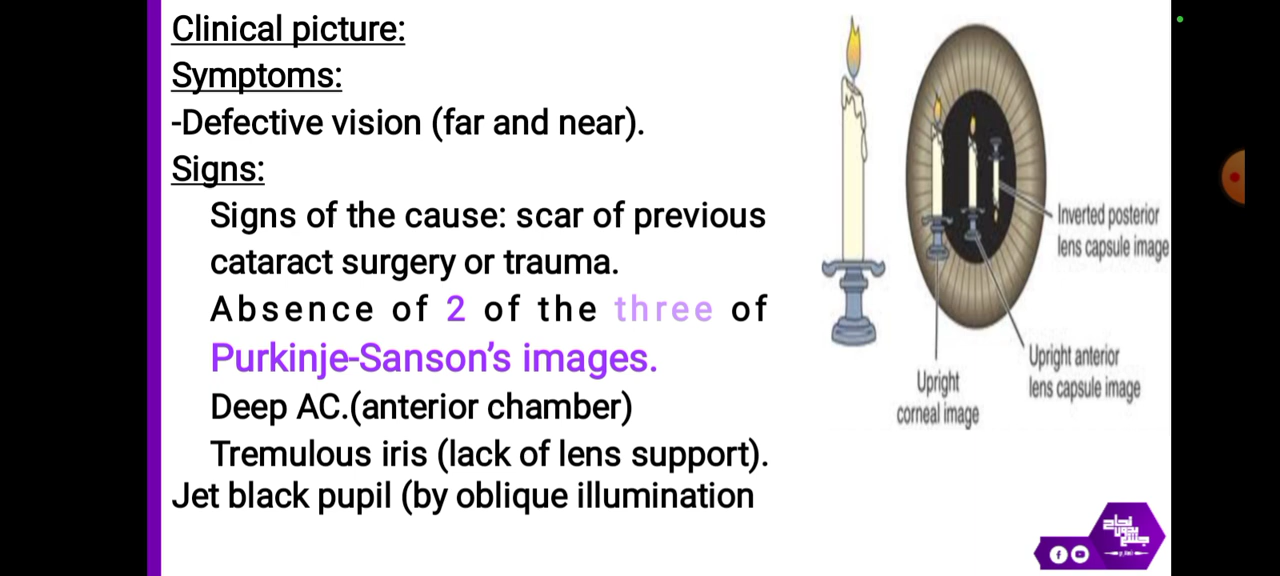 Clinical picture:
Symptoms:
-Defective vision (far and near).
Signs:
Signs of the cause: scar of previous
cataract surgery or trauma.
Absence of 2 of the three of
Purkinje-Sanson’s images.
Deep AC.(anterior chamber)
Tremulous iris (lack of lens support).
Jet black pupil (by oblique illumination
Inverted posterior
lens capsule image
Upright anterior
lens capsule image
Upright
corneal image